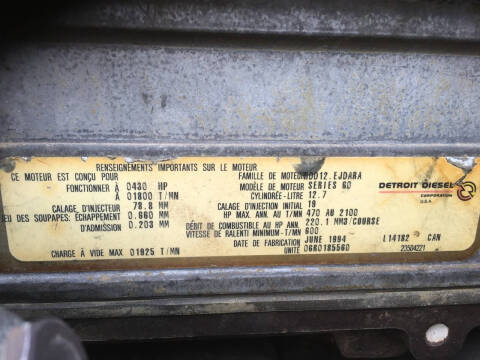 RENSEIGNEMENTS IMPORTANTS SUR LE MOTEUR
CE MOTEUR EST CONÇU POUR
FONCTIONNER À 0430 HP
À 01800 T/MN
CALAGE D'INJECTEUR 78.8 MM
JEU DES SOUPAPES: ÉCHAPPEMENT 0.660 MM
D'ADMISSION 0.203 MM
CHARGE À VIDE MAX 01925 T/MN
FAMILLE DE MOTEUR RDD12.EJDARA
MODÈLE DE MOTEUR SERIES 60
CYLINDRÉE-LITRE 12.7
CALAGE D'INJECTION INITIAL 19
HP MAX. ANN. AU T/MN 470 AU 2100
DÉBIT DE COMBUSTIBLE AU HP ANN. 220.1 MM3/COURSE
VITESSE DE RALENTI MINIMUM-T/MN 600
DATE DE FABRICATION JUNE 1994 L14182 CAN
UNITÉ 06R0185560 23504221
DETROIT DIESEL
CORPORATION
U.S.A.